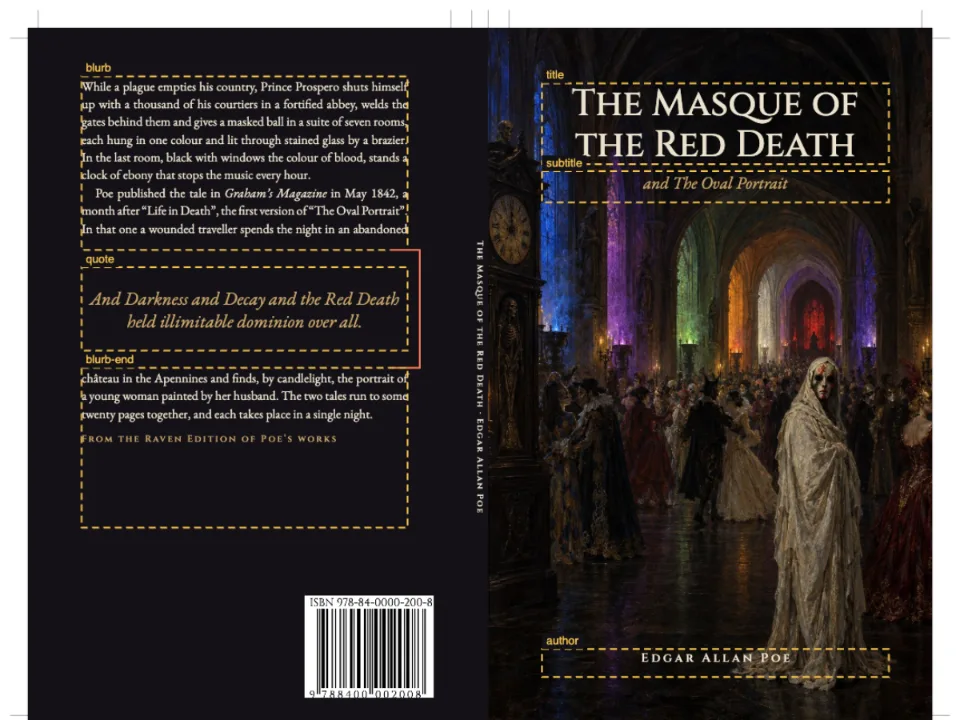 blurb
While a plague empties his country, Prince Prospero shuts himself
up with a thousand of his courtiers in a fortified abbey, welds the
gates behind them and gives a masked ball in a suite of seven rooms,
each hung in one colour and lit through stained glass by a brazier.
In the last room, black with windows the colour of blood, stands a
clock of ebony that stops the music every hour.
Poe published the tale in Graham's Magazine in May 1842, a
month after “Life in Death”, the first version of “The Oval Portrait”.
In that one a wounded traveller spends the night in an abandoned
quote
And Darkness and Decay and the Red Death
held illimitable dominion over all.
blurb-end
château in the Apennines and finds, by candlelight, the portrait of
a young woman painted by her husband. The two tales run to some
twenty pages together, and each takes place in a single night.
From the Raven Edition of Poe's works
ISBN 978-84-0000-200-8
9 788400 002008
The Masque of the Red Death · Edgar Allan Poe
title
The Masque of
the Red Death
subtitle
and The Oval Portrait
author
Edgar Allan Poe